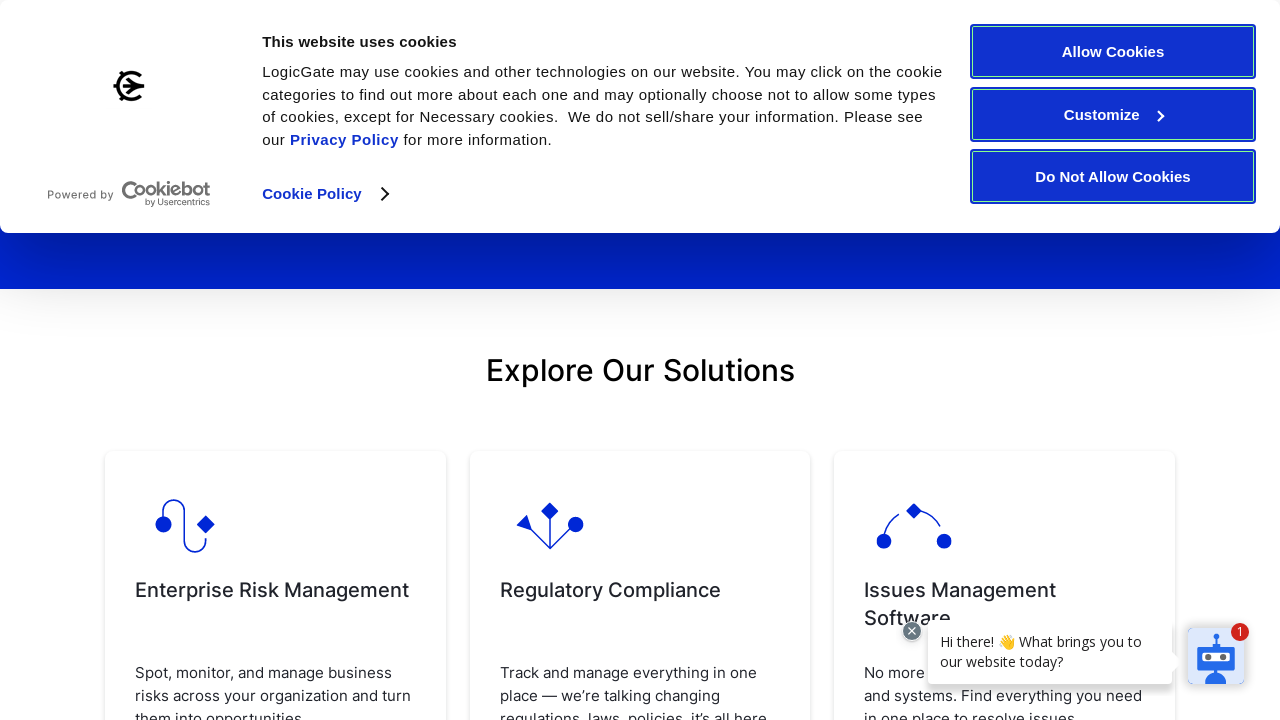 This website uses cookies
LogicGate may use cookies and other technologies on our website. You may click on the cookie
categories to find out more about each one and may optionally choose not to allow some types
of cookies, except for Necessary cookies.  We do not sell/share your information. Please see
our Privacy Policy for more information.
Cookie Policy
Powered by Cookiebot
by Usercentrics
Allow Cookies
Customize
Do Not Allow Cookies
Explore Our Solutions
Enterprise Risk Management
Spot, monitor, and manage business
risks across your organization and turn
them into opportunities.
Regulatory Compliance
Track and manage everything in one
place — we’re talking changing
regulations, laws, policies, it’s all here.
Issues Management
Software
No more
and systems. Find everything you need
in one place to resolve issues
Hi there! 👋 What brings you to
our website today?
1